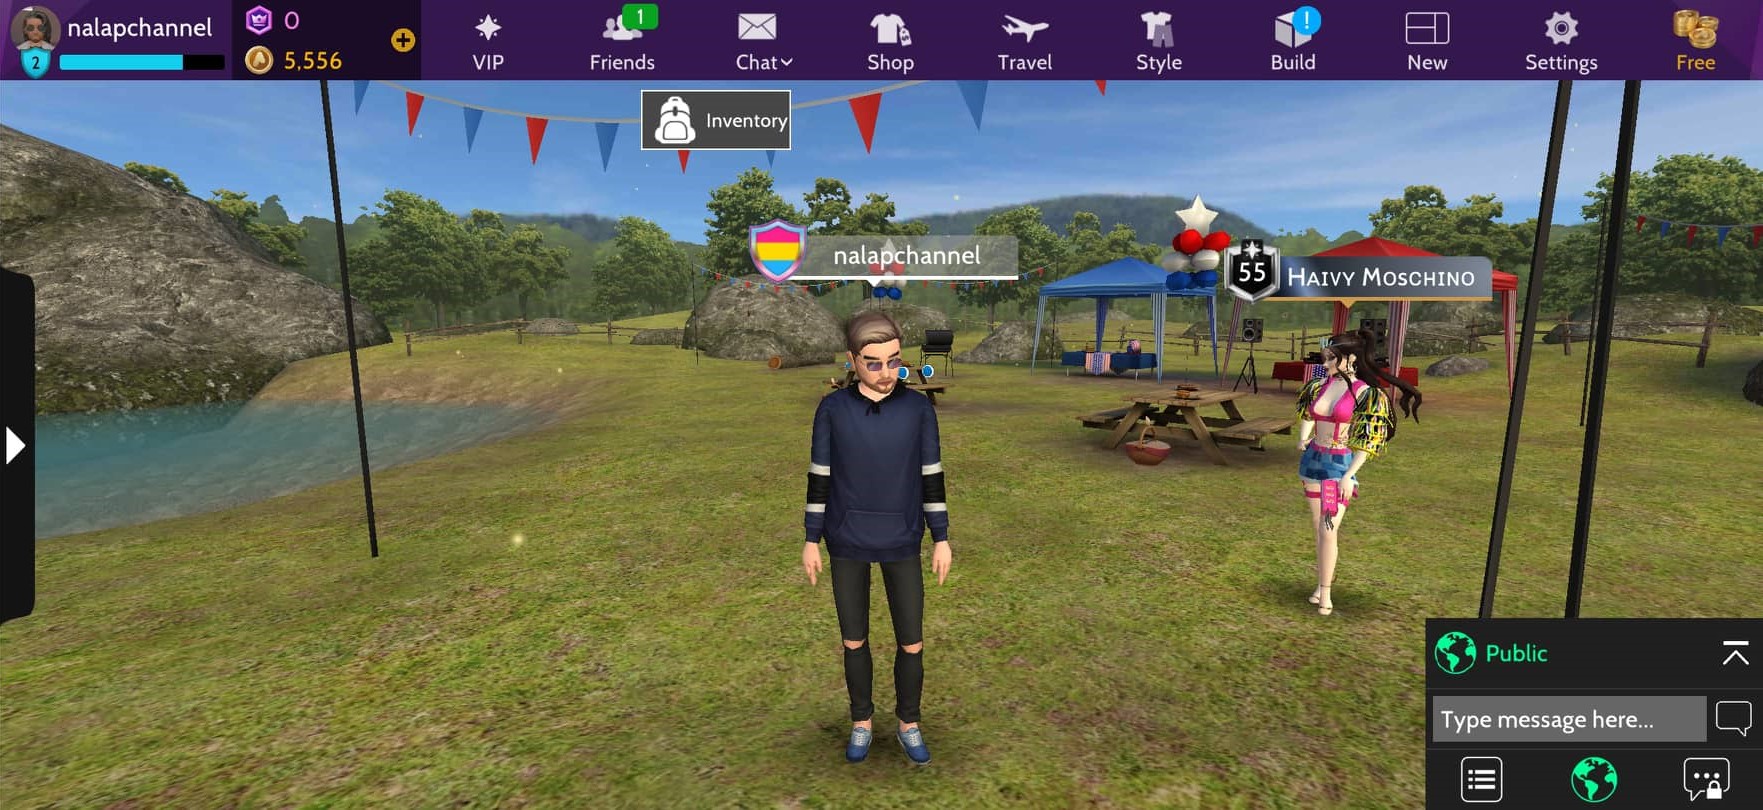 nalapchannel
2
0
5,556
VIP
1
Friends
Chat
Shop
Travel
Style
!
Build
New
Settings
Free
Inventory
nalapchannel
55
HAIVY MOSCHINO
Public
Type message here...